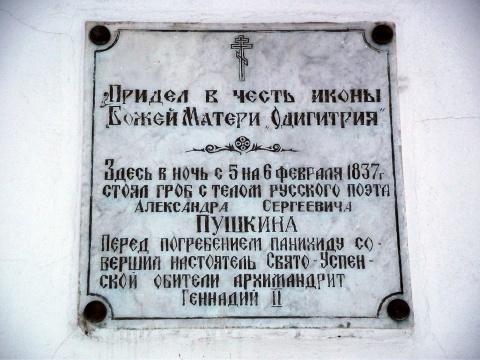 Придел в честь иконы
Божей Матери „Одигитрия"
Здесь в ночь с 5 на 6 февраля 1837г
стоял гроб с телом русского поэта
Александра Сергеевича
Пушкина
Перед погребением панихиду со-
вершил настоятель Свято-Успен-
ской обители архимандрит
Геннадий II